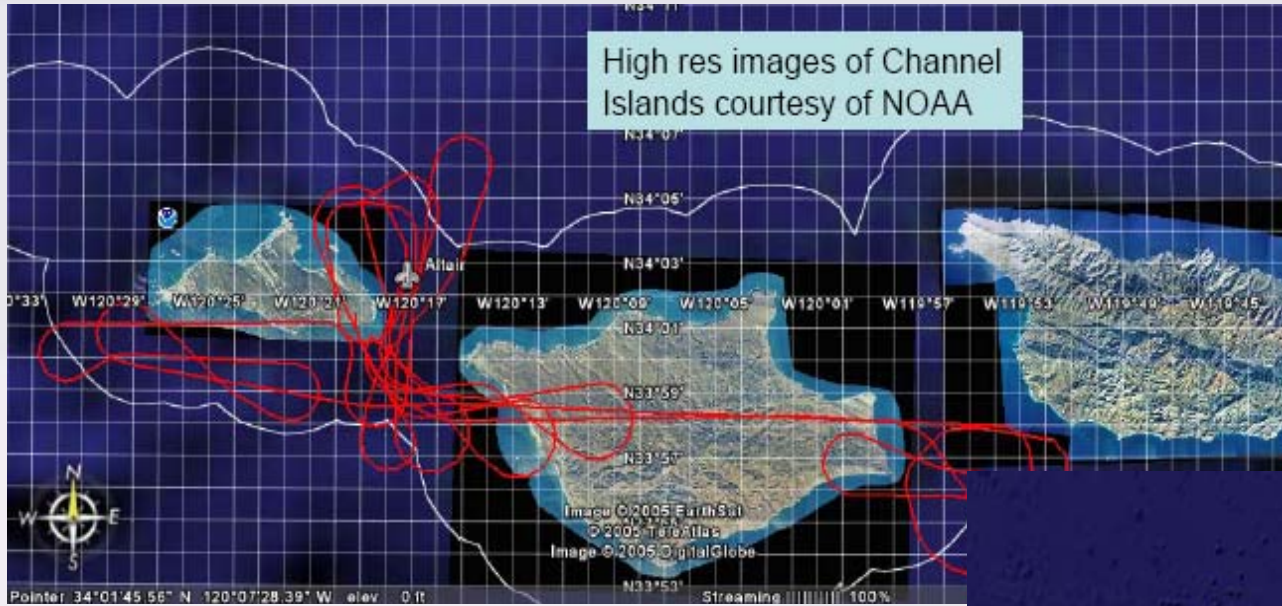 N34°11'
High res images of Channel
Islands courtesy of NOAA
N34°07'
N34°05'
Altair
N34°03'
0°33' W120°29' W120°25' W120°21' W120°17' W120°13' W120°09' W120°05' W120°01' W119°57' W119°53' W119°49' W119°45'
N34°01'
N33°59'
N33°57'
N
W E
S
Image © 2005 EarthSat
© 2005 TeleAtlas
Image © 2005 DigitalGlobe
N33°53'
Pointer 34°01'45.56" N 120°07'28.39" W elev 0 ft Streaming |||||||||| 100%